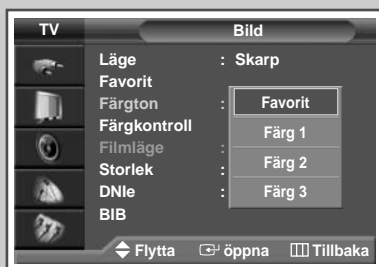 TV Bild
Läge : Skarp
Favorit
Färgton :
Färgkontroll
Filmläge :
Storlek :
DNIe :
BIB
Favorit
Färg 1
Färg 2
Färg 3
Flytta öppna Tillbaka